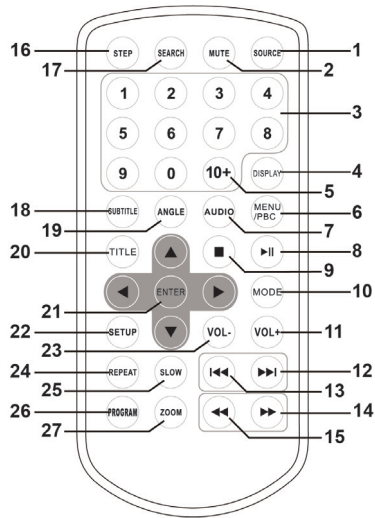 16 STEP SEARCH MUTE SOURCE 1
17 2
1 2 3 4
3
5 6 7 8
9 0 10+ DISPLAY 4
5
18 SUBTITLE ANGLE AUDIO MENU /PBC 6
19 7
20 TITLE 8
9
21 ENTER MODE 10
22 SETUP VOL- VOL+ 11
23
24 REPEAT SLOW 12
25 13
26 PROGRAM ZOOM 14
27 15